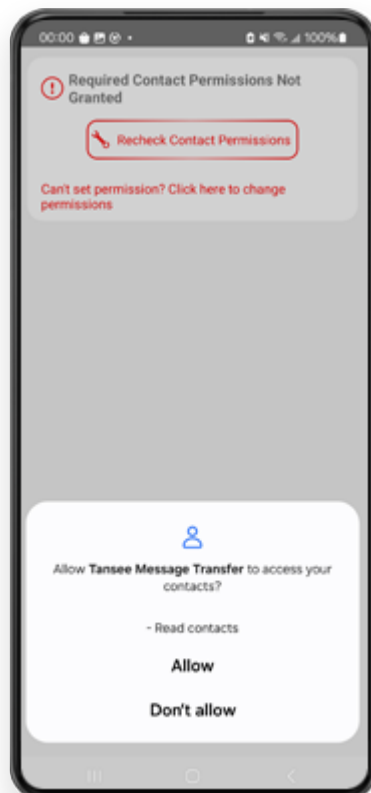 00:00 100%
Required Contact Permissions Not
Granted
Recheck Contact Permissions
Can't set permission? Click here to change
permissions
Allow Tansee Message Transfer to access your
contacts?
- Read contacts
Allow
Don't allow